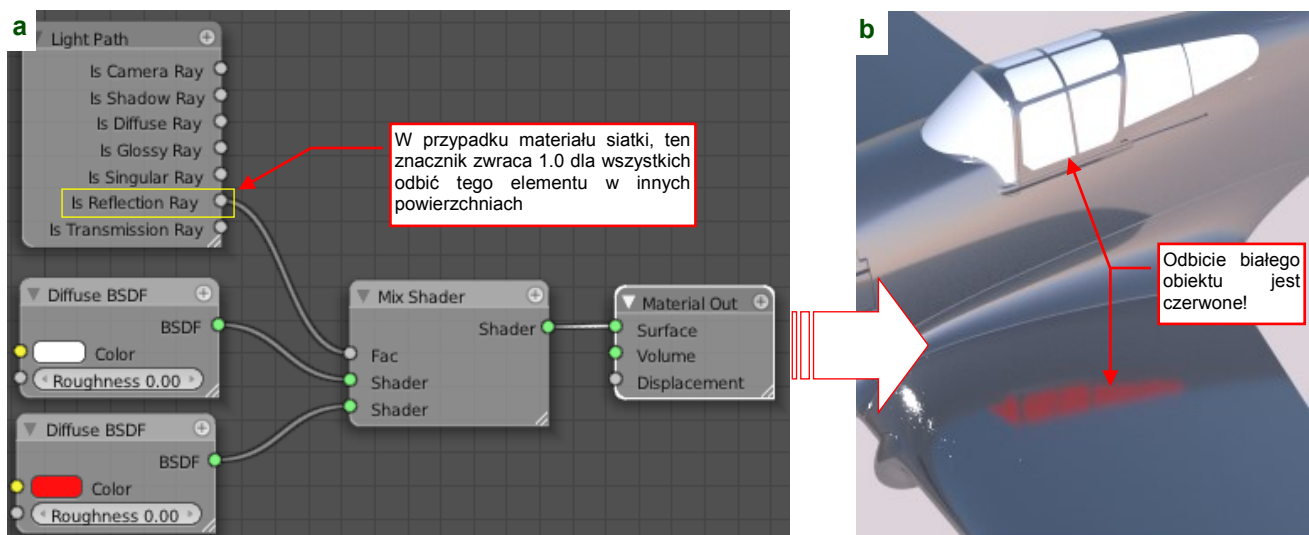 a
Light Path
Is Camera Ray
Is Shadow Ray
Is Diffuse Ray
Is Glossy Ray
Is Singular Ray
Is Reflection Ray
Is Transmission Ray
W przypadku materiału siatki, ten
znacznik zwraca 1.0 dla wszystkich
odbić tego elementu w innych
powierzchniach
Diffuse BSDF
BSDF
Color
Roughness 0.00
Diffuse BSDF
BSDF
Color
Roughness 0.00
Mix Shader
Shader
Fac
Shader
Shader
Material Out
Surface
Volume
Displacement
b
Odbicie białego
obiektu jest
czerwone!